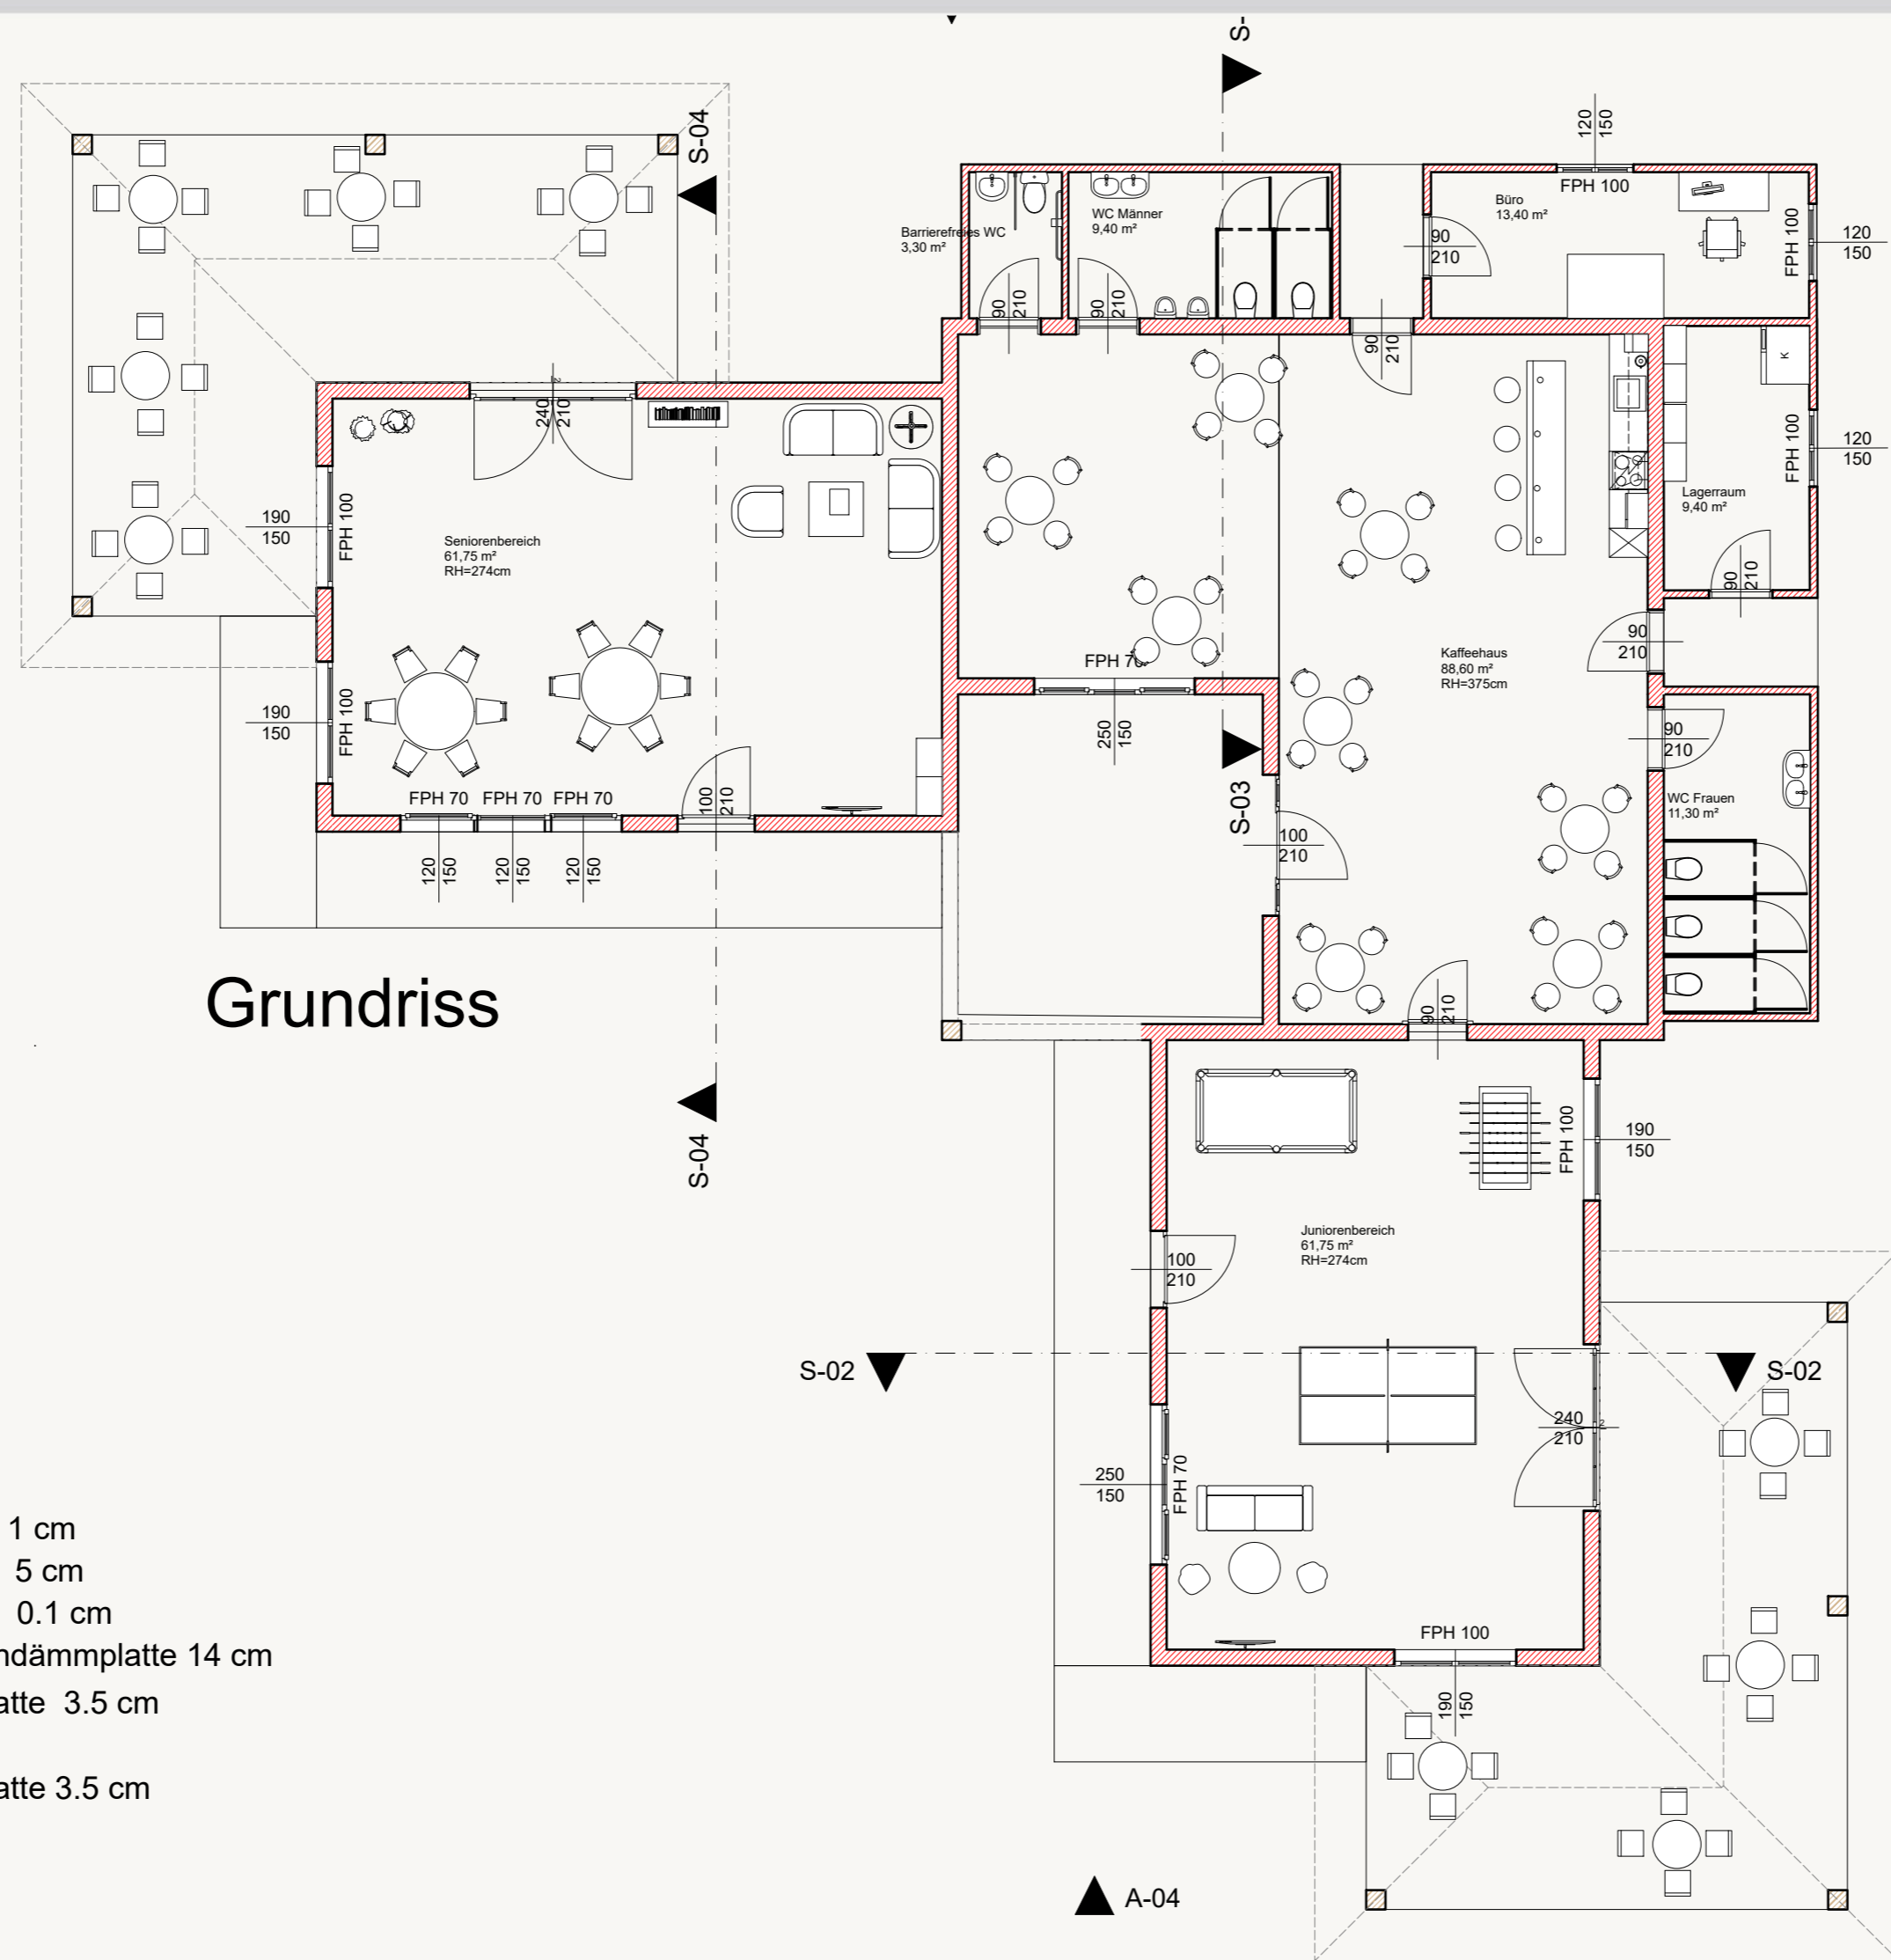 S-
S-04
120
150
FPH 100
Büro
13,40 m²
WC Männer
9,40 m²
Barrierefreies WC
3,30 m²
90
210
FPH 100
120
150
90
210
90
210
90
210
K
240
210
2
FPH 100
120
150
Lagerraum
9,40 m²
190
150
FPH 100
Seniorenbereich
61,75 m²
RH=274cm
90
210
90
210
Kaffeehaus
88,60 m²
RH=375cm
FPH 70
250
150
190
150
FPH 100
90
210
FPH 70
FPH 70
FPH 70
100
210
S-03
WC Frauen
11,30 m²
100
210
120
150
120
150
120
150
Grundriss
90
210
S-04
FPH 100
190
150
Juniorenbereich
61,75 m²
RH=274cm
100
210
S-02
S-02
240
210
2
250
150
FPH 70
1 cm
5 cm
0.1 cm
ndämmplatte 14 cm
atte 3.5 cm
atte 3.5 cm
FPH 100
190
150
A-04